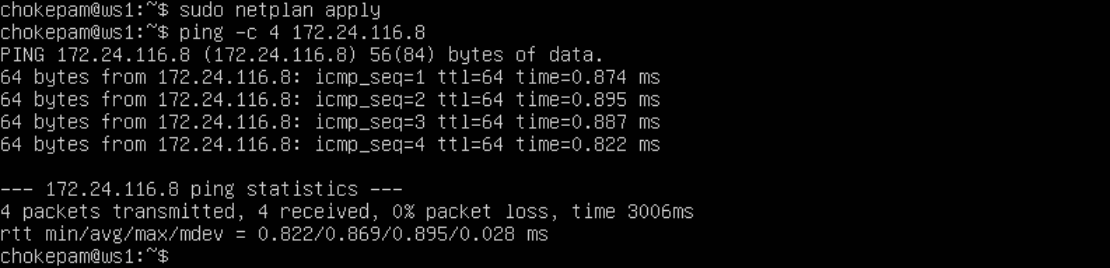 chokepam@ws1:~$ sudo netplan apply
chokepam@ws1:~$ ping -c 4 172.24.116.8
PING 172.24.116.8 (172.24.116.8) 56(84) bytes of data.
64 bytes from 172.24.116.8: icmp_seq=1 ttl=64 time=0.874 ms
64 bytes from 172.24.116.8: icmp_seq=2 ttl=64 time=0.895 ms
64 bytes from 172.24.116.8: icmp_seq=3 ttl=64 time=0.887 ms
64 bytes from 172.24.116.8: icmp_seq=4 ttl=64 time=0.822 ms

--- 172.24.116.8 ping statistics ---
4 packets transmitted, 4 received, 0% packet loss, time 3006ms
rtt min/avg/max/mdev = 0.822/0.869/0.895/0.028 ms
chokepam@ws1:~$